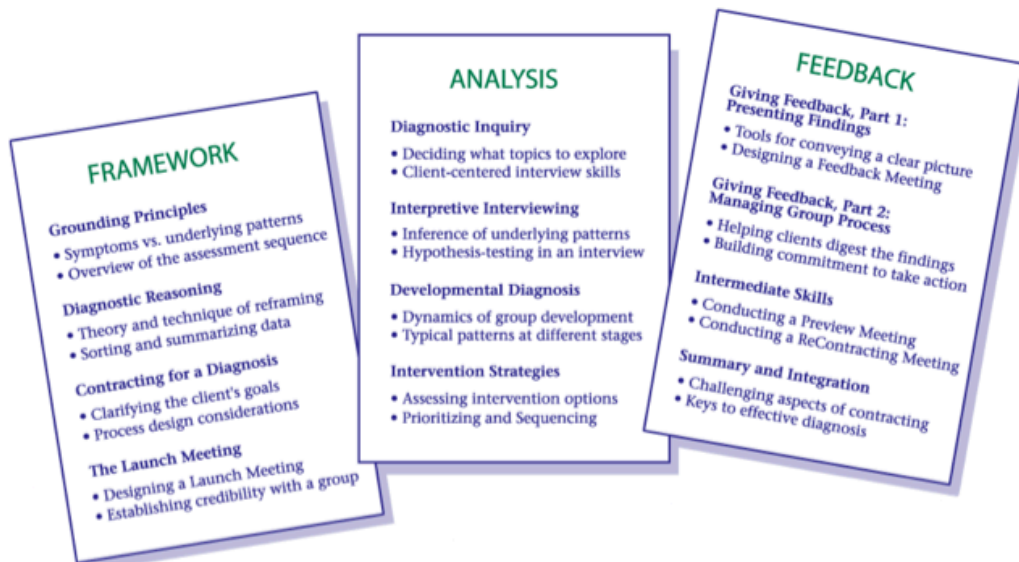 FRAMEWORK
Grounding Principles
• Symptoms vs. underlying patterns
• Overview of the assessment sequence
Diagnostic Reasoning
• Theory and technique of reframing
• Sorting and summarizing data
Contracting for a Diagnosis
• Clarifying the client's goals
• Process design considerations
The Launch Meeting
• Designing a Launch Meeting
• Establishing credibility with a group
ANALYSIS
Diagnostic Inquiry
• Deciding what topics to explore
• Client-centered interview skills
Interpretive Interviewing
• Inference of underlying patterns
• Hypothesis-testing in an interview
Developmental Diagnosis
• Dynamics of group development
• Typical patterns at different stages
Intervention Strategies
• Assessing intervention options
• Prioritizing and Sequencing
FEEDBACK
Giving Feedback, Part 1:
Presenting Findings
• Tools for conveying a clear picture
• Designing a Feedback Meeting
Giving Feedback, Part 2:
Managing Group Process
• Helping clients digest the findings
• Building commitment to take action
Intermediate Skills
• Conducting a Preview Meeting
• Conducting a ReContracting Meeting
Summary and Integration
• Challenging aspects of contracting
• Keys to effective diagnosis